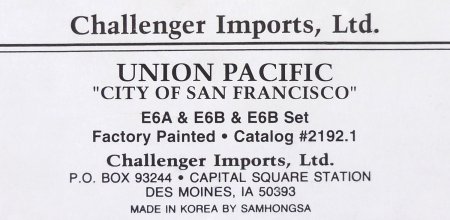 Challenger Imports, Ltd.
UNION PACIFIC
"CITY OF SAN FRANCISCO"
E6A & E6B & E6B Set
Factory Painted • Catalog #2192.1
Challenger Imports, Ltd.
P.O. BOX 93244 • CAPITAL SQUARE STATION
DES MOINES, IA 50393
MADE IN KOREA BY SAMHONGSA